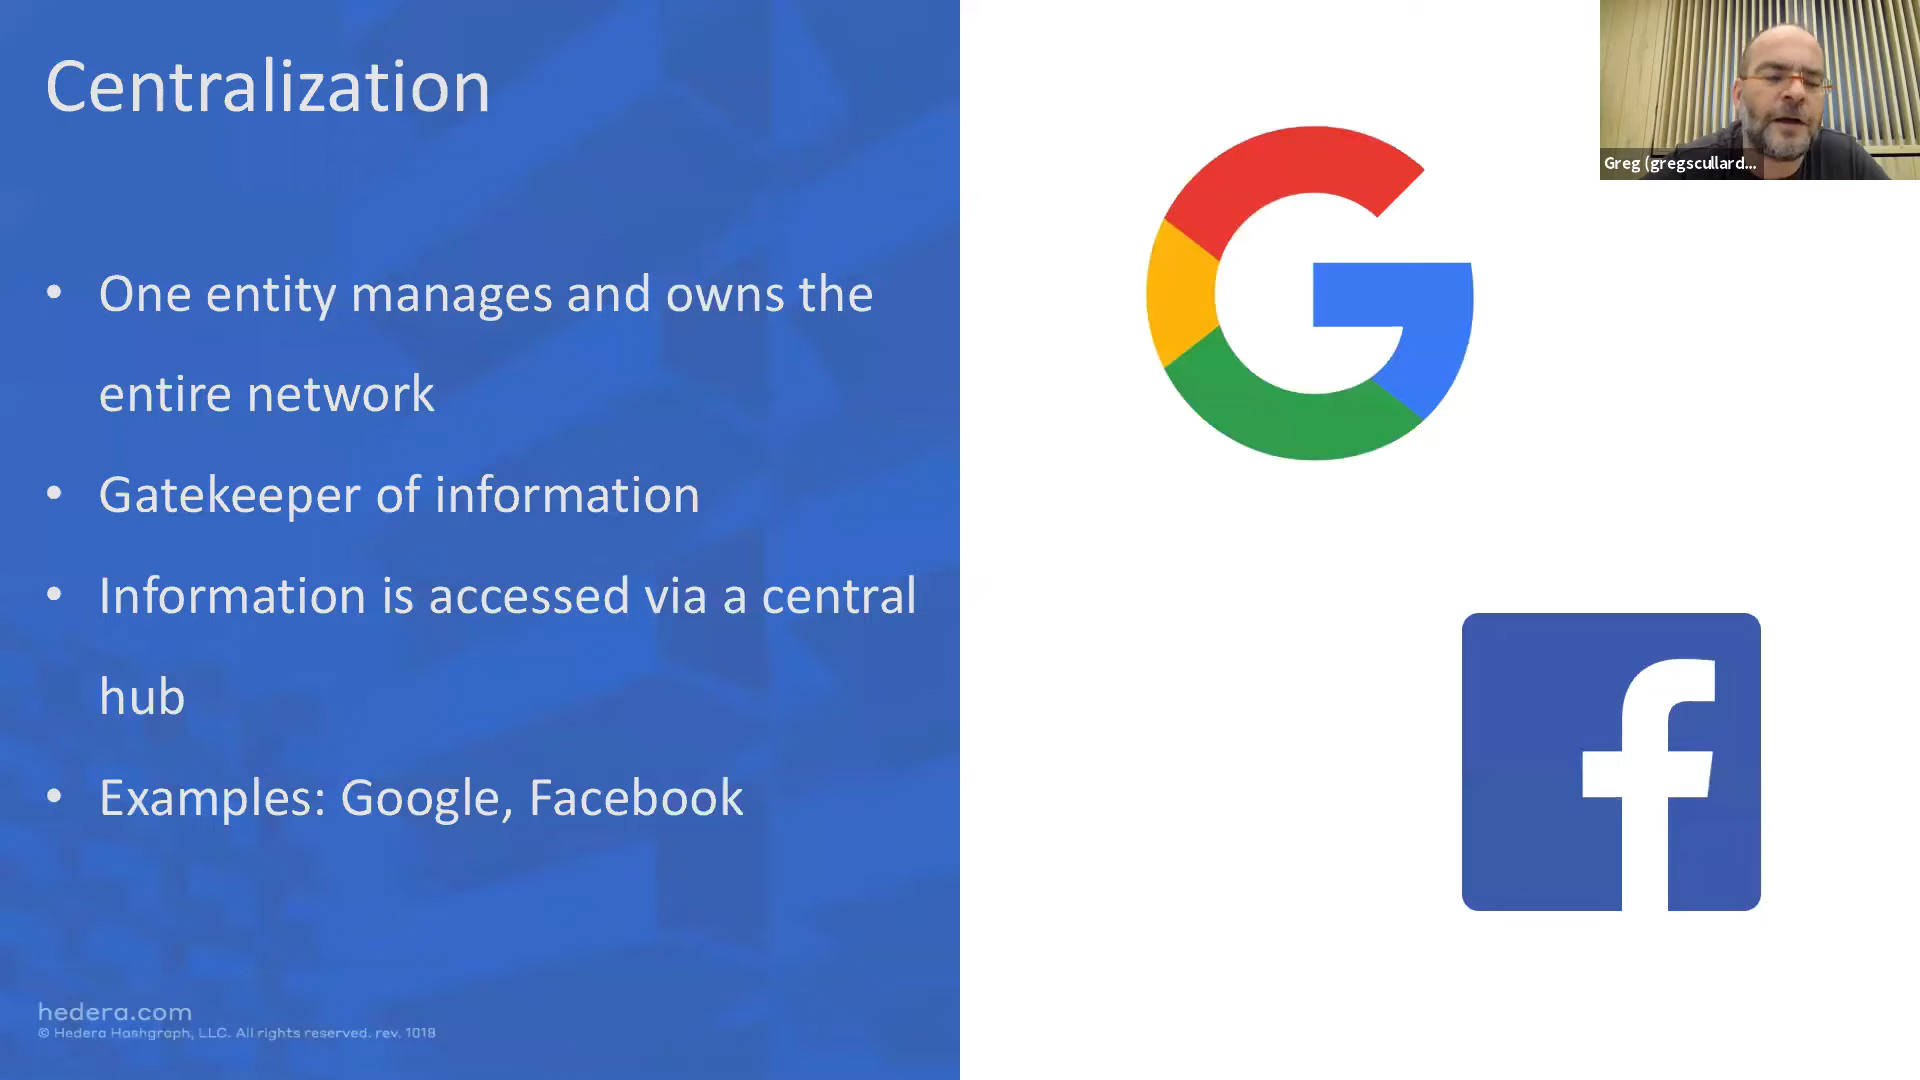 Centralization
• One entity manages and owns the
entire network
• Gatekeeper of information
• Information is accessed via a central
hub
• Examples: Google, Facebook
hedera.com
© Hedera Hashgraph, LLC. All rights reserved. rev. 1018
Greg (gregscullard...